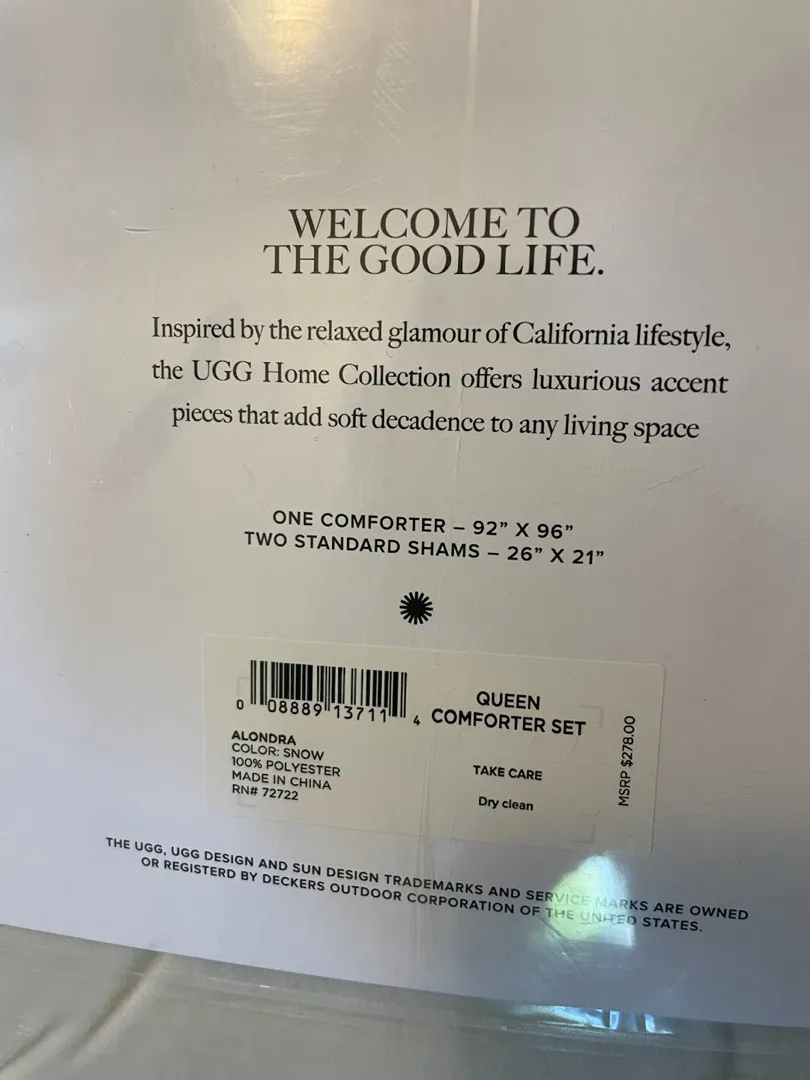 WELCOME TO
THE GOOD LIFE.
Inspired by the relaxed glamour of California lifestyle,
the UGG Home Collection offers luxurious accent
pieces that add soft decadence to any living space
ONE COMFORTER – 92” X 96”
TWO STANDARD SHAMS – 26” X 21”
0 08889 13711 4
ALONDRA
COLOR: SNOW
100% POLYESTER
MADE IN CHINA
RN# 72722
QUEEN
COMFORTER SET
TAKE CARE
Dry clean
MSRP $278.00
THE UGG, UGG DESIGN AND SUN DESIGN TRADEMARKS AND SERVICE MARKS ARE OWNED
OR REGISTERD BY DECKERS OUTDOOR CORPORATION OF THE UNITED STATES.